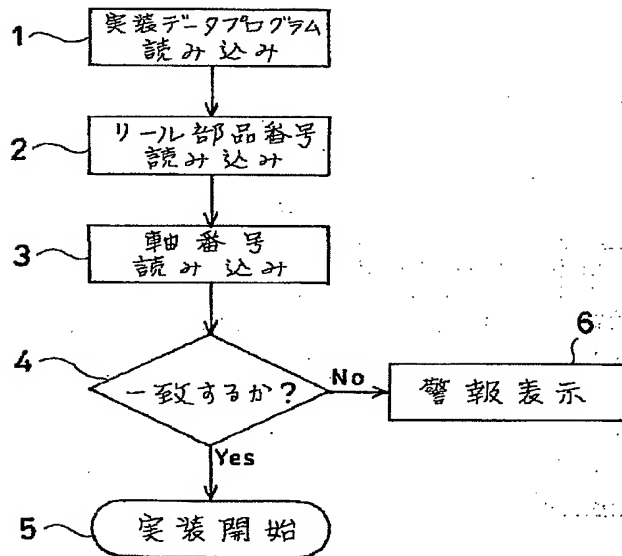 1
実装データプログラム
読み込み
2
リール部品番号
読み込み
3
軸番号
読み込み
4
一致するか?
No
6
警報表示
Yes
5
実装開始